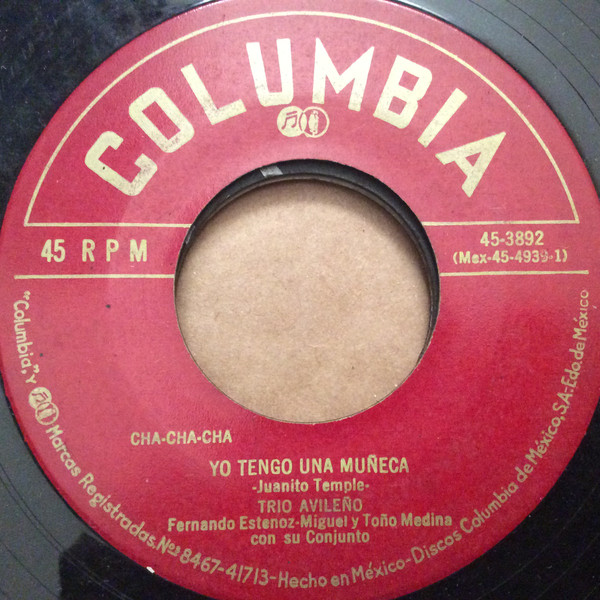 COLUMBIA
45 RPM
45-3892
(Mex-45-4939-1)
CHA-CHA-CHA
YO TENGO UNA MUÑECA
-Juanito Temple-
TRIO AVILEÑO
Fernando Estenoz-Miguel y Toño Medina
con su Conjunto
"Columbia", Y Marcas Registradas. Nos 8467-41713-Hecho en México-Discos Columbia de México, S.A.-Edo. de México